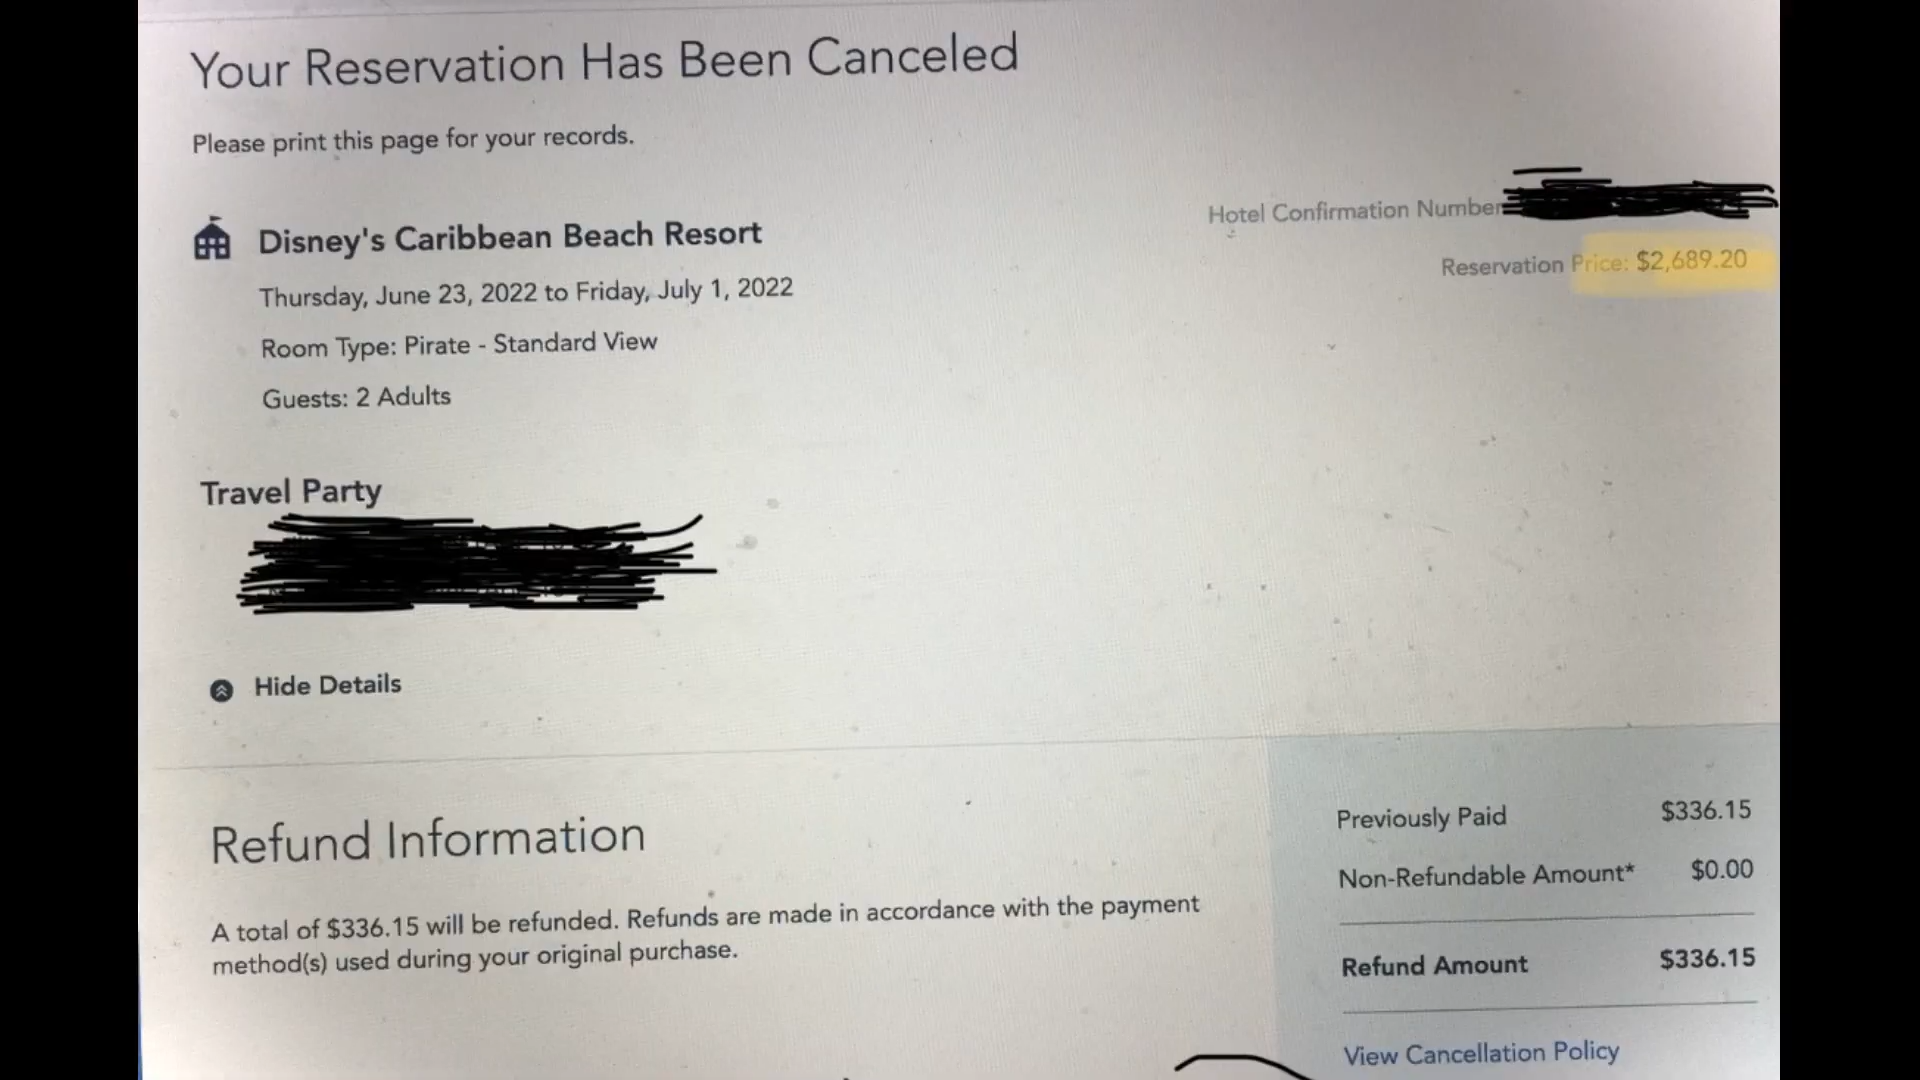 Your Reservation Has Been Canceled
Please print this page for your records.
Hotel Confirmation Number
Disney's Caribbean Beach Resort
Reservation Price: $2,689.20
Thursday, June 23, 2022 to Friday, July 1, 2022
Room Type: Pirate - Standard View
Guests: 2 Adults
Travel Party
Hide Details
Refund Information
A total of $336.15 will be refunded. Refunds are made in accordance with the payment
method(s) used during your original purchase.
Previously Paid $336.15
Non-Refundable Amount* $0.00
Refund Amount $336.15
View Cancellation Policy